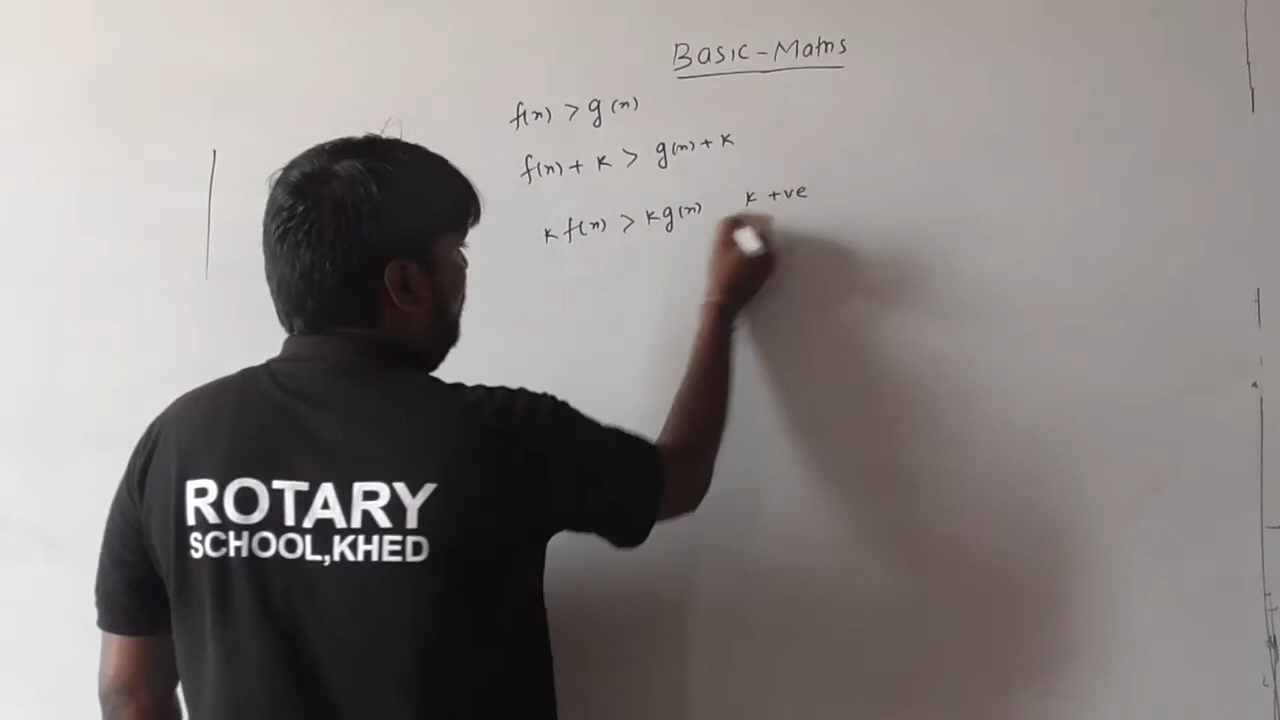 Basic-Maths
f(x) > g(x)
f(x) + k > g(x) + k
k f(x) > k g(x) k +ve
ROTARY
SCHOOL,KHED